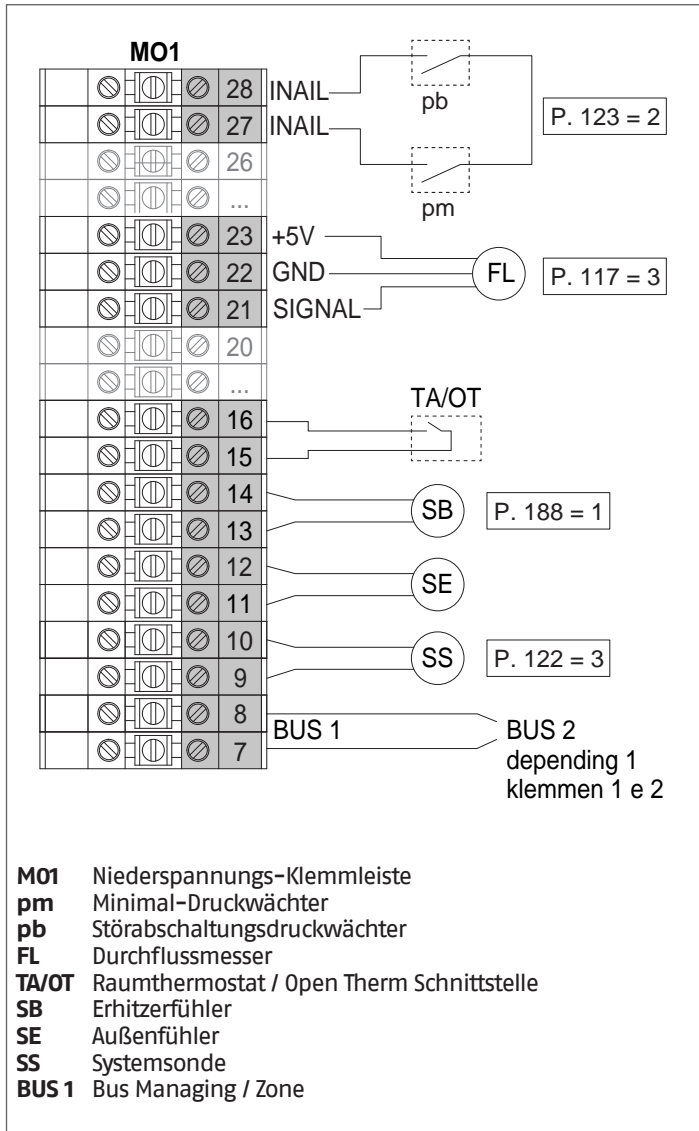 MO1
28 INAIL
pb
P. 123 = 2
27 INAIL
26
pm
...
23 +5V
22 GND FL P. 117 = 3
21 SIGNAL
20
...
TA/OT
16
15
14
SB P. 188 = 1
13
12
SE
11
10
SS P. 122 = 3
9
8
BUS 1 BUS 2
7
depending 1
klemmen 1 e 2
MO1 Niederspannungs-Klemmleiste
pm Minimal-Druckwächter
pb Störabschaltungsdruckwächter
FL Durchflussmesser
TA/OT Raumthermostat / Open Therm Schnittstelle
SB Erhitzerfühler
SE Außenfühler
SS Systemsonde
BUS 1 Bus Managing / Zone